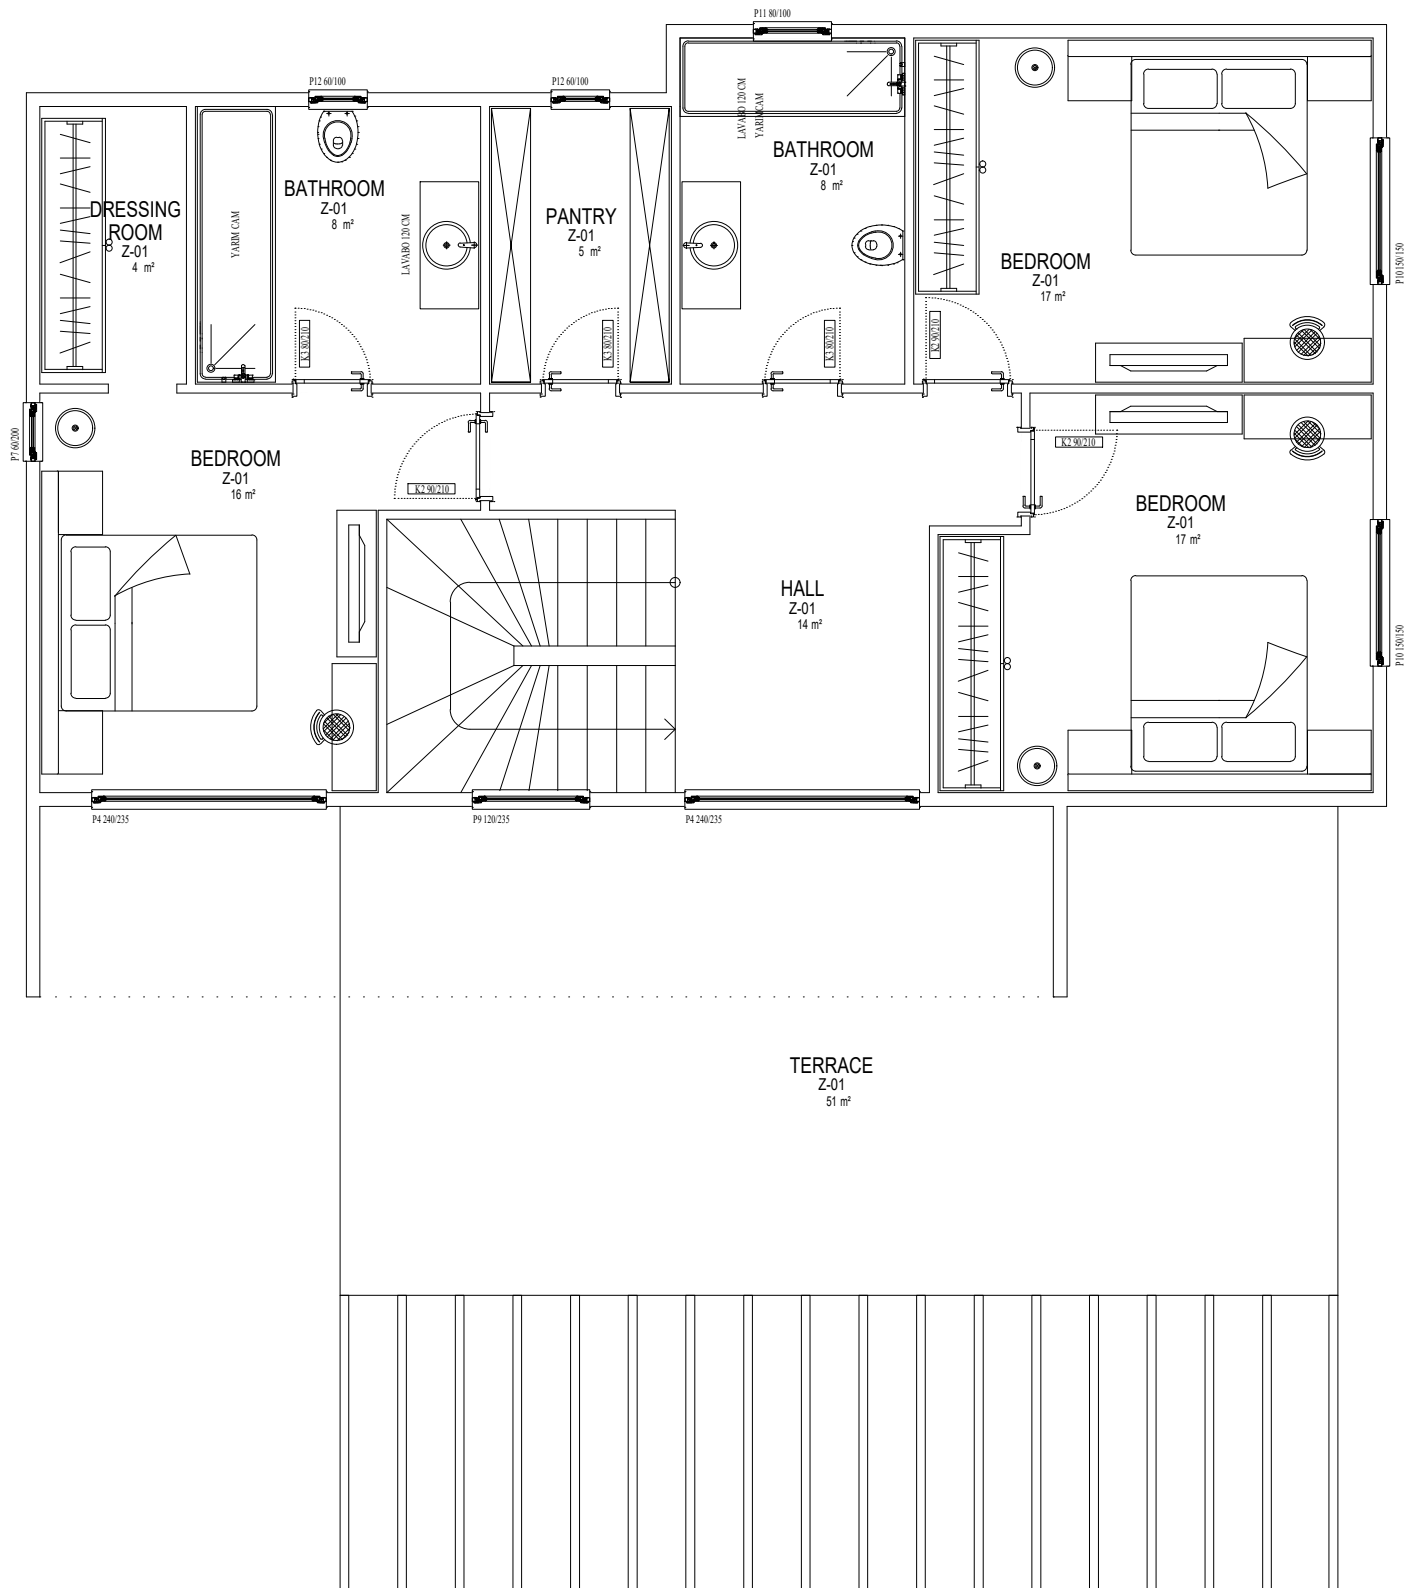 P11 80/100
P12 60/100
P12 60/100
LAVABO 120 CM
YARIMCAM
BATHROOM
Z-01
8 m²
BATHROOM
Z-01
8 m²
DRESSING
ROOM
Z-01
4 m²
YARIM CAM
LAVABO 120 CM
PANTRY
Z-01
5 m²
BEDROOM
Z-01
17 m²
P10 150/150
K3 80/210
K3 80/210
K3 80/210
K2 90/210
P7 60/200
BEDROOM
Z-01
16 m²
K2 90/210
K2 90/210
BEDROOM
Z-01
17 m²
HALL
Z-01
14 m²
P10 150/150
P4 240/235
P9 120/235
P4 240/235
TERRACE
Z-01
51 m²